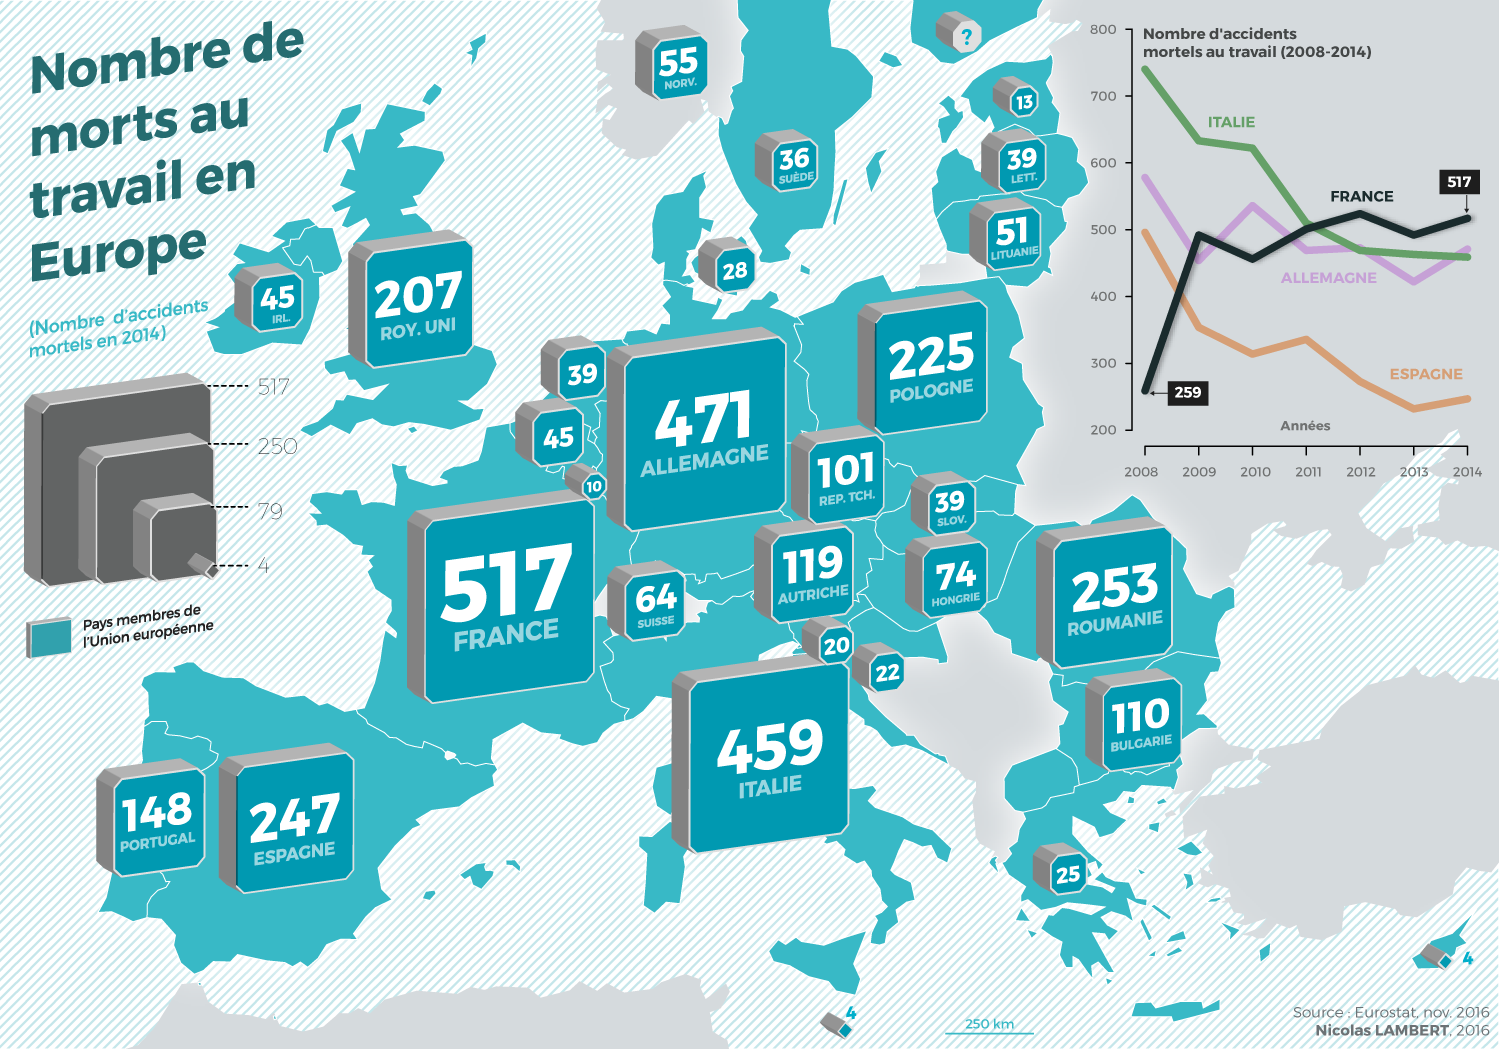 Nombre de
morts au
travail en
Europe
(Nombre d'accidents
mortels en 2014)
517
250
79
4
Pays membres de
l'Union européenne
55
NORV.
?
13
36
SUÈDE
39
LETT.
51
LITUANIE
28
45
IRL.
207
ROY. UNI
39
45
10
471
ALLEMAGNE
225
POLOGNE
101
REP. TCH.
39
SLOV.
517
FRANCE
64
SUISSE
119
AUTRICHE
74
HONGRIE
253
ROUMANIE
20
22
459
ITALIE
110
BULGARIE
148
PORTUGAL
247
ESPAGNE
25
4
4
250 km
Nombre d'accidents
mortels au travail (2008-2014)
800
700
600
500
400
300
200
ITALIE
FRANCE
517
ALLEMAGNE
259
ESPAGNE
Années
2008 2009 2010 2011 2012 2013 2014
Source : Eurostat, nov. 2016
Nicolas LAMBERT, 2016